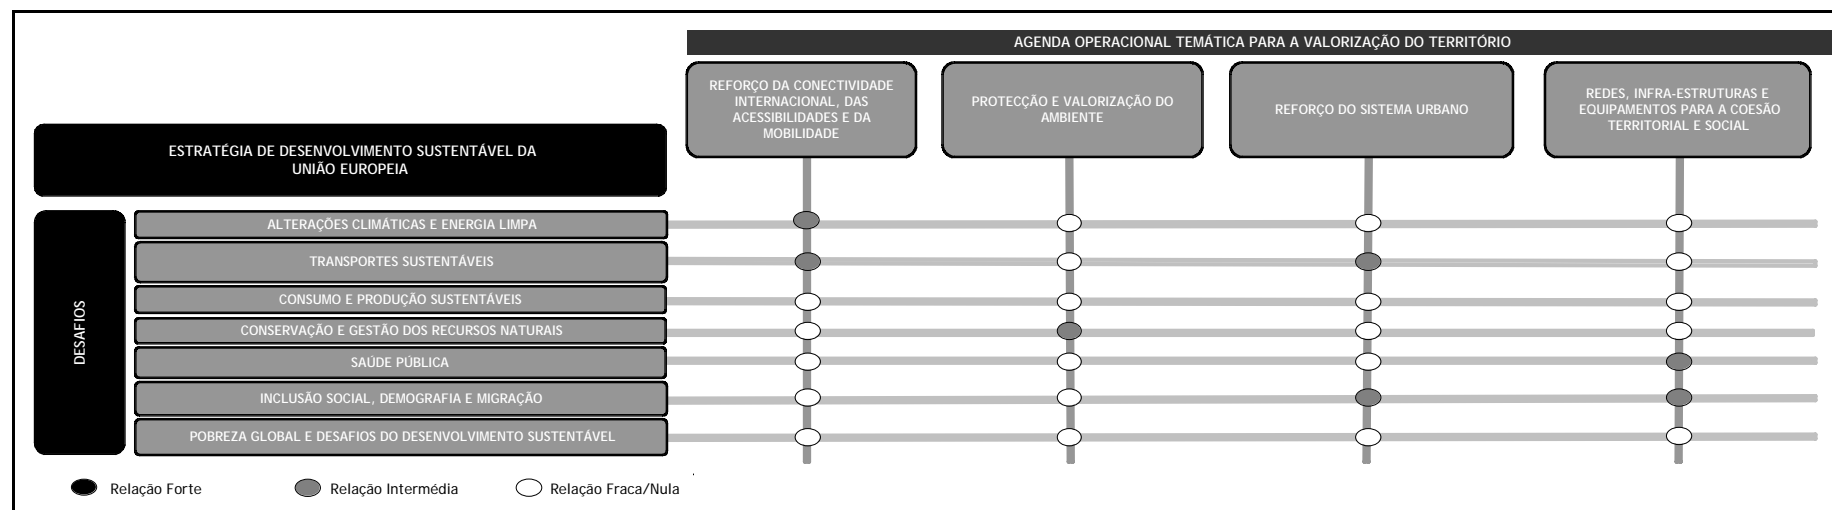 AGENDA OPERACIONAL TEMÁTICA PARA A VALORIZAÇÃO DO TERRITÓRIO
REFORÇO DA CONECTIVIDADE
INTERNACIONAL, DAS
ACESSIBILIDADES E DA
MOBILIDADE
PROTECÇÃO E VALORIZAÇÃO DO
AMBIENTE
REFORÇO DO SISTEMA URBANO
REDES, INFRA-ESTRUTURAS E
EQUIPAMENTOS PARA A COESÃO
TERRITORIAL E SOCIAL
ESTRATÉGIA DE DESENVOLVIMENTO SUSTENTÁVEL DA
UNIÃO EUROPEIA
DESAFIOS
ALTERAÇÕES CLIMÁTICAS E ENERGIA LIMPA
TRANSPORTES SUSTENTÁVEIS
CONSUMO E PRODUÇÃO SUSTENTÁVEIS
CONSERVAÇÃO E GESTÃO DOS RECURSOS NATURAIS
SAÚDE PÚBLICA
INCLUSÃO SOCIAL, DEMOGRAFIA E MIGRAÇÃO
POBREZA GLOBAL E DESAFIOS DO DESENVOLVIMENTO SUSTENTÁVEL
Relação Forte
Relação Intermédia
Relação Fraca/Nula